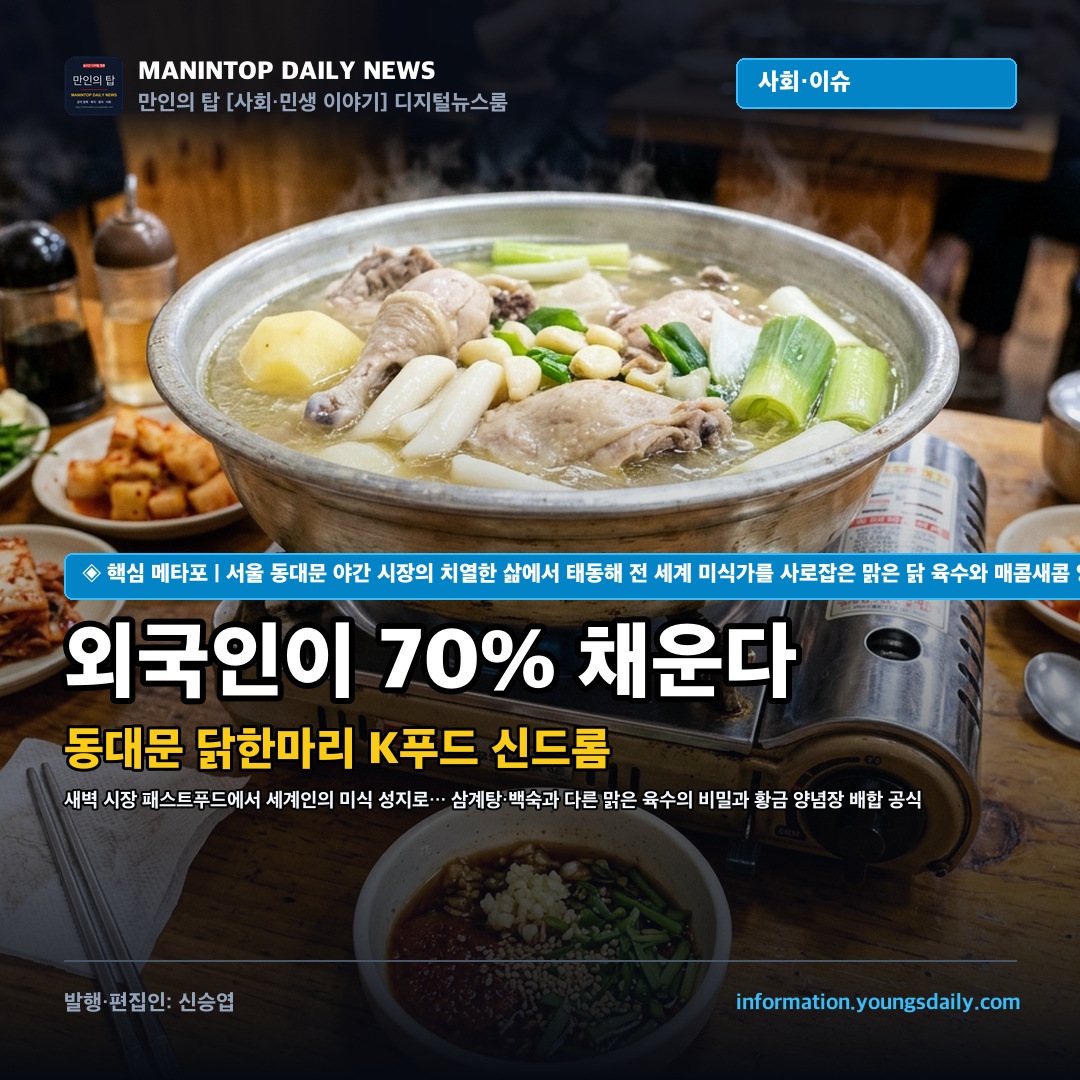 만인의 탑
MANINTOP DAILY NEWS
MANINTOP DAILY NEWS
만인의 탑 [사회·민생 이야기] 디지털뉴스룸
사회·이슈
◈ 핵심 메타포 | 서울 동대문 야간 시장의 치열한 삶에서 태동해 전 세계 미식가를 사로잡은 맑은 닭 육수와 매콤새콤
외국인이 70% 채운다
동대문 닭한마리 K푸드 신드롬
새벽 시장 패스트푸드에서 세계인의 미식 성지로… 삼계탕·백숙과 다른 맑은 육수의 비밀과 황금 양념장 배합 공식
발행·편집인: 신승엽
information.youngsdaily.com